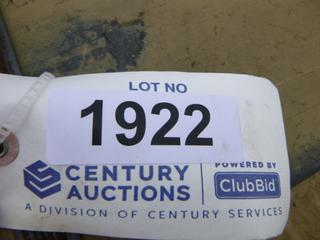 LOT NO
1922
CENTURY
AUCTIONS
POWERED BY
ClubBid
A DIVISION OF CENTURY SERVICES